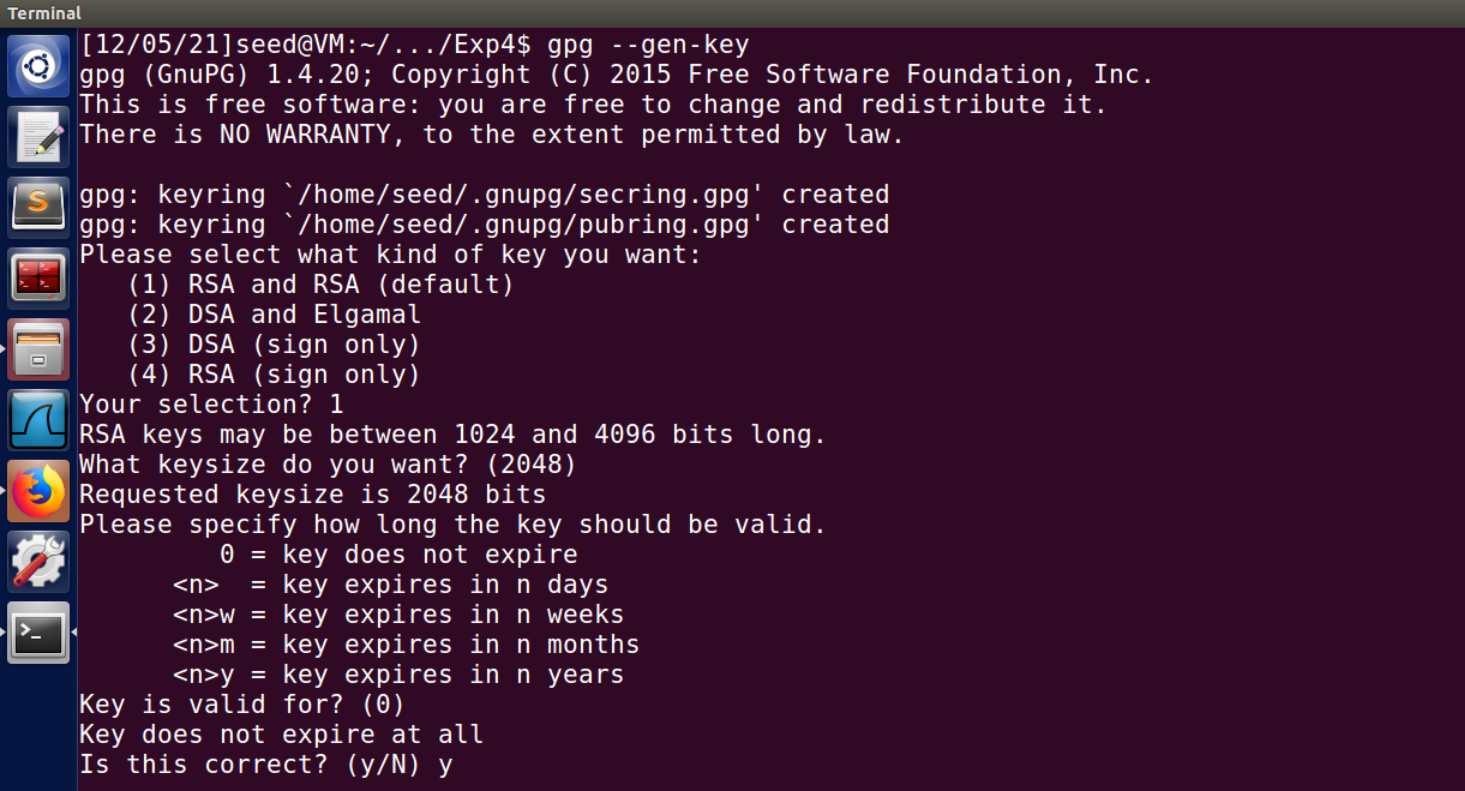 Terminal
[12/05/21]seed@VM:~/.../Exp4$ gpg --gen-key
gpg (GnuPG) 1.4.20; Copyright (C) 2015 Free Software Foundation, Inc.
This is free software: you are free to change and redistribute it.
There is NO WARRANTY, to the extent permitted by law.

gpg: keyring `/home/seed/.gnupg/secring.gpg' created
gpg: keyring `/home/seed/.gnupg/pubring.gpg' created
Please select what kind of key you want:
   (1) RSA and RSA (default)
   (2) DSA and Elgamal
   (3) DSA (sign only)
   (4) RSA (sign only)
Your selection? 1
RSA keys may be between 1024 and 4096 bits long.
What keysize do you want? (2048)
Requested keysize is 2048 bits
Please specify how long the key should be valid.
         0 = key does not expire
      <n>  = key expires in n days
      <n>w = key expires in n weeks
      <n>m = key expires in n months
      <n>y = key expires in n years
Key is valid for? (0)
Key does not expire at all
Is this correct? (y/N) y